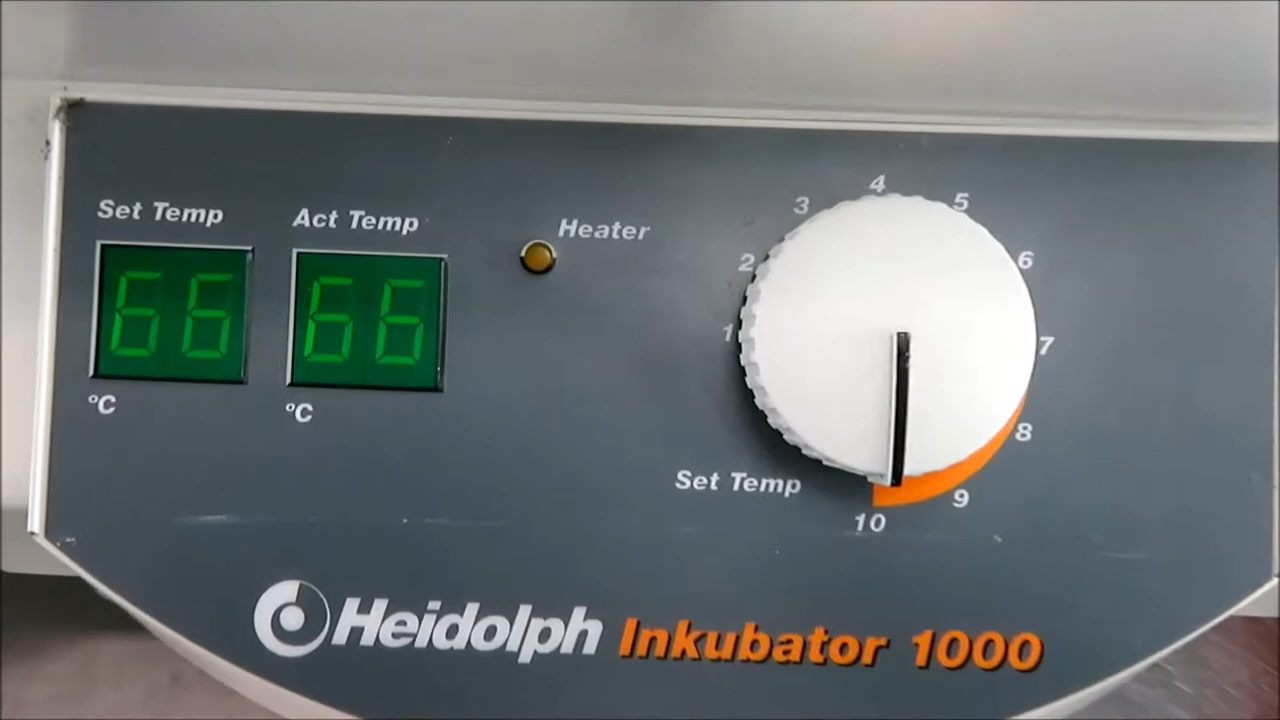 Set Temp
Act Temp
Heater
66
66
°C
°C
4
3
5
2
6
1
7
8
9
10
Set Temp
Heidolph Inkubator 1000